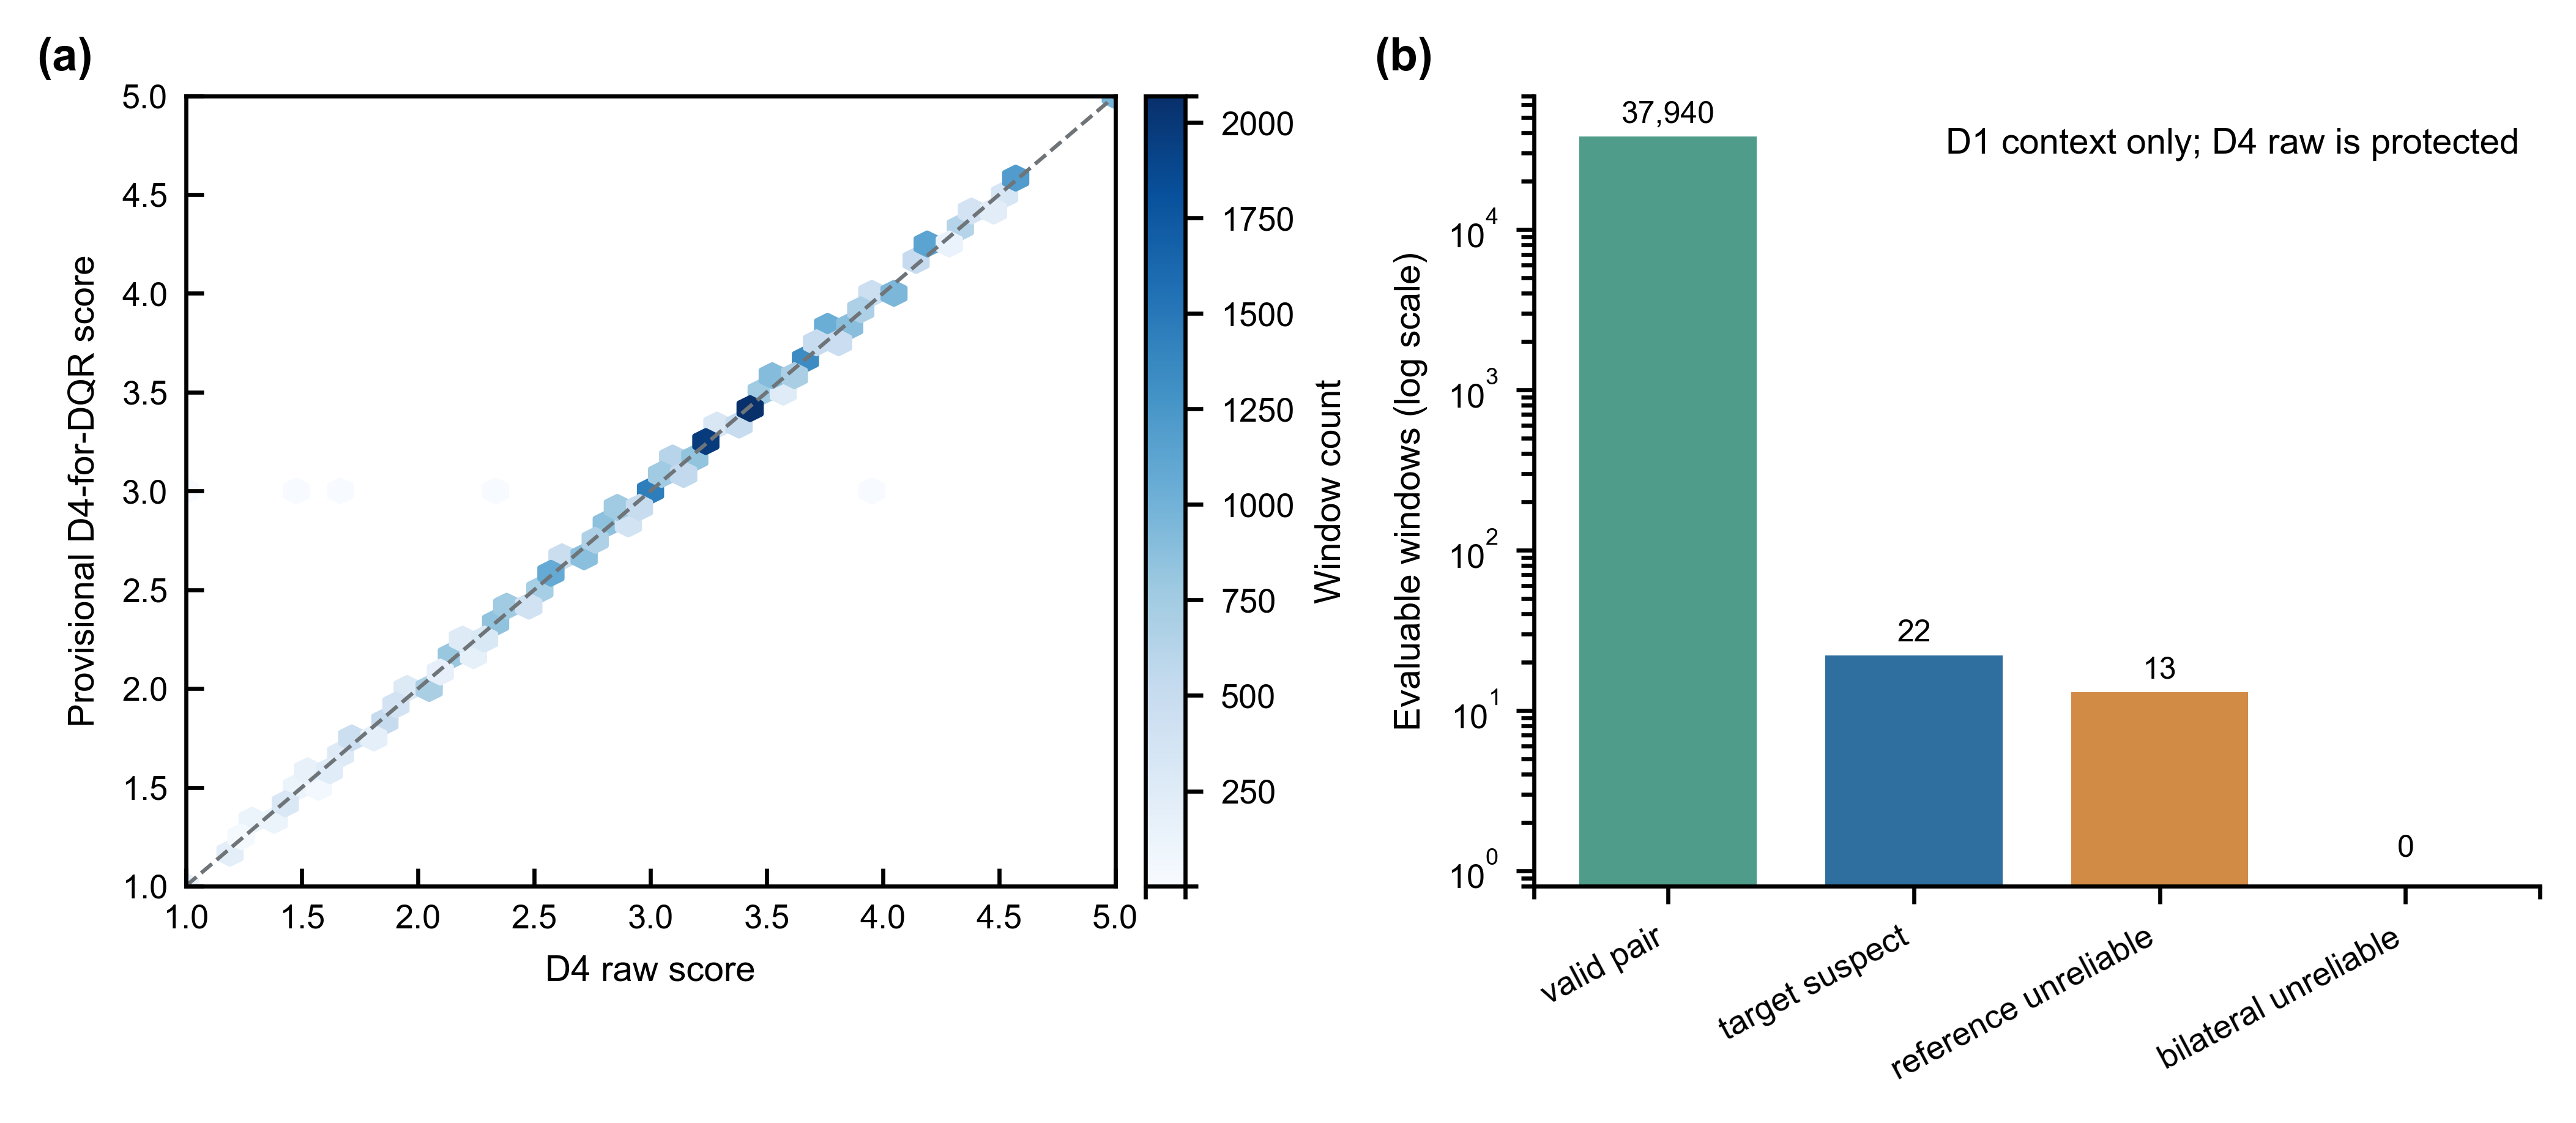 (a)
5.0
4.5
4.0
3.5
3.0
2.5
2.0
1.5
1.0
Provisional D4-for-DQR score
1.0 1.5 2.0 2.5 3.0 3.5 4.0 4.5 5.0
D4 raw score
2000
1750
1500
1250
1000
750
500
250
Window count
(b)
D1 context only; D4 raw is protected
37,940
22
13
0
10^4
10^3
10^2
10^1
10^0
Evaluable windows (log scale)
valid pair
target suspect
reference unreliable
bilateral unreliable